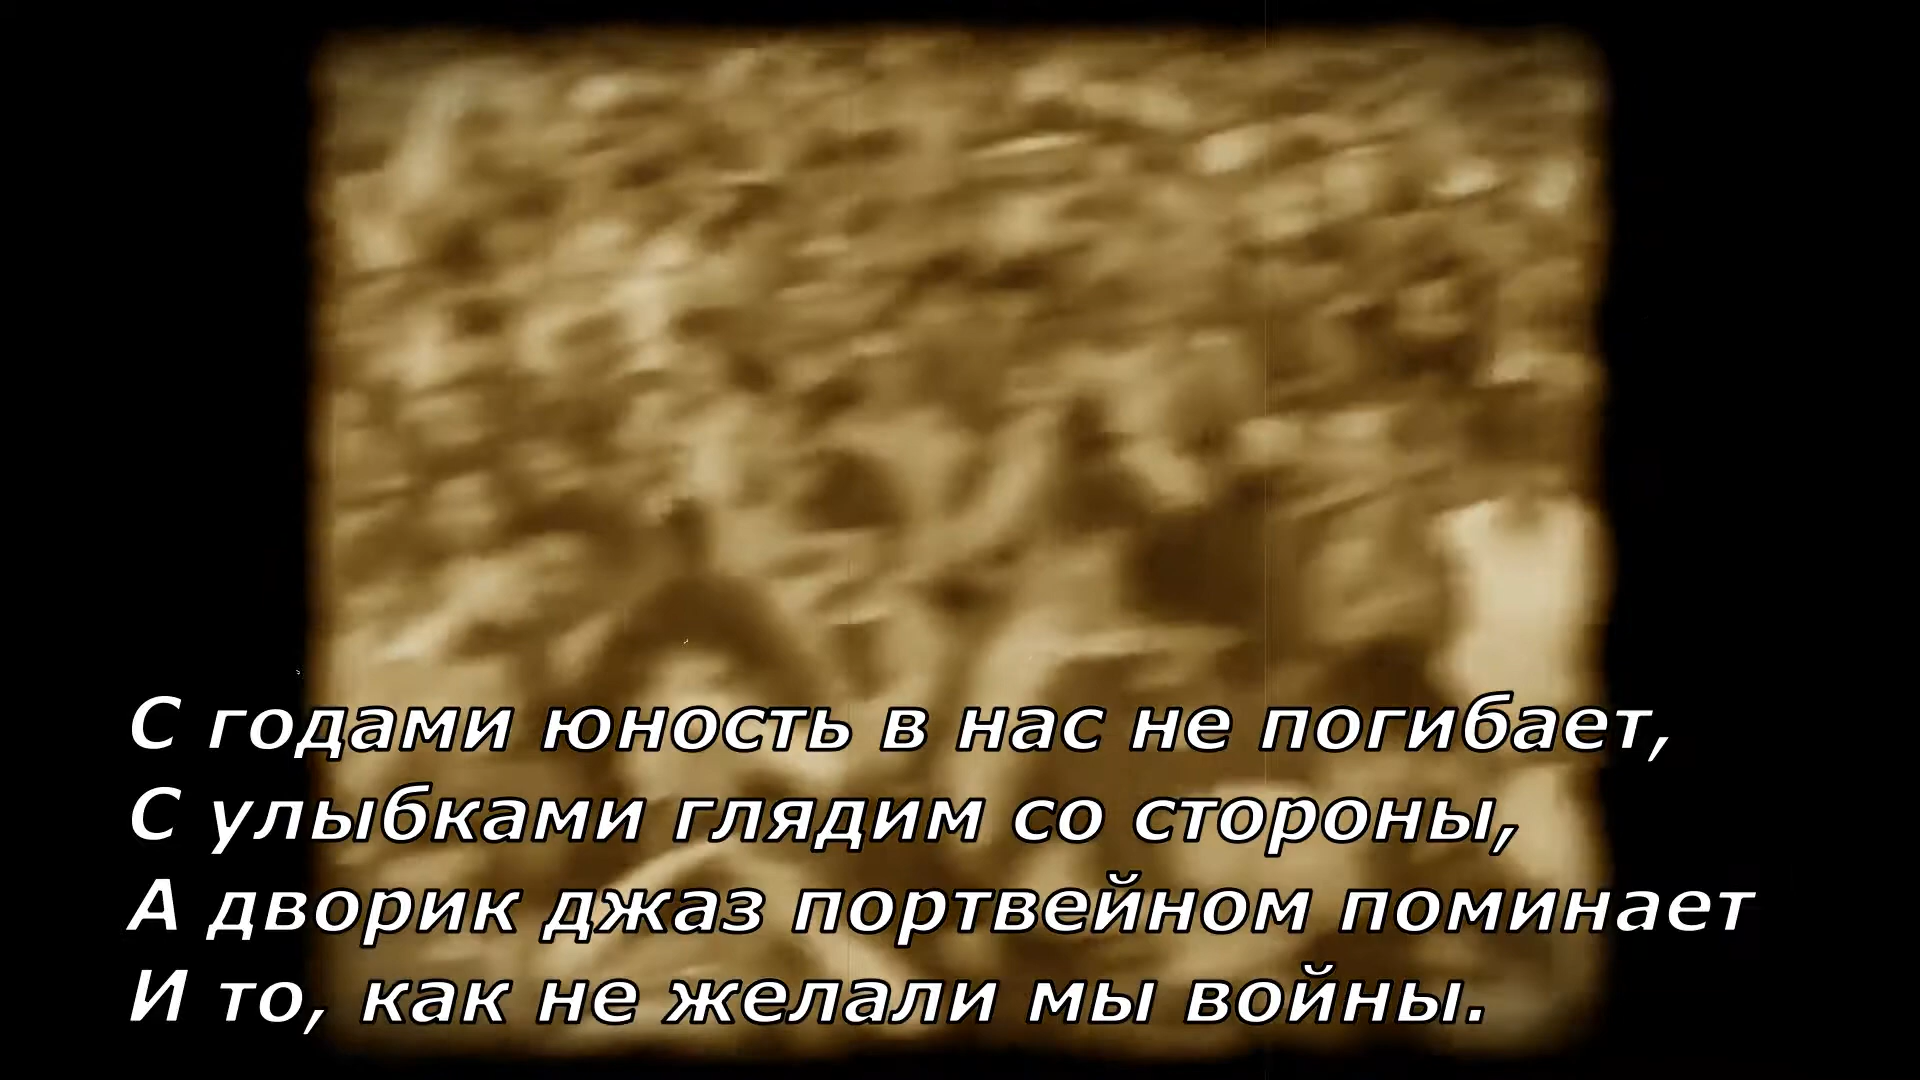 С годами юность в нас не погибает,
С улыбками глядим со стороны,
А дворик джаз портвейном поминает
И то, как не желали мы войны.